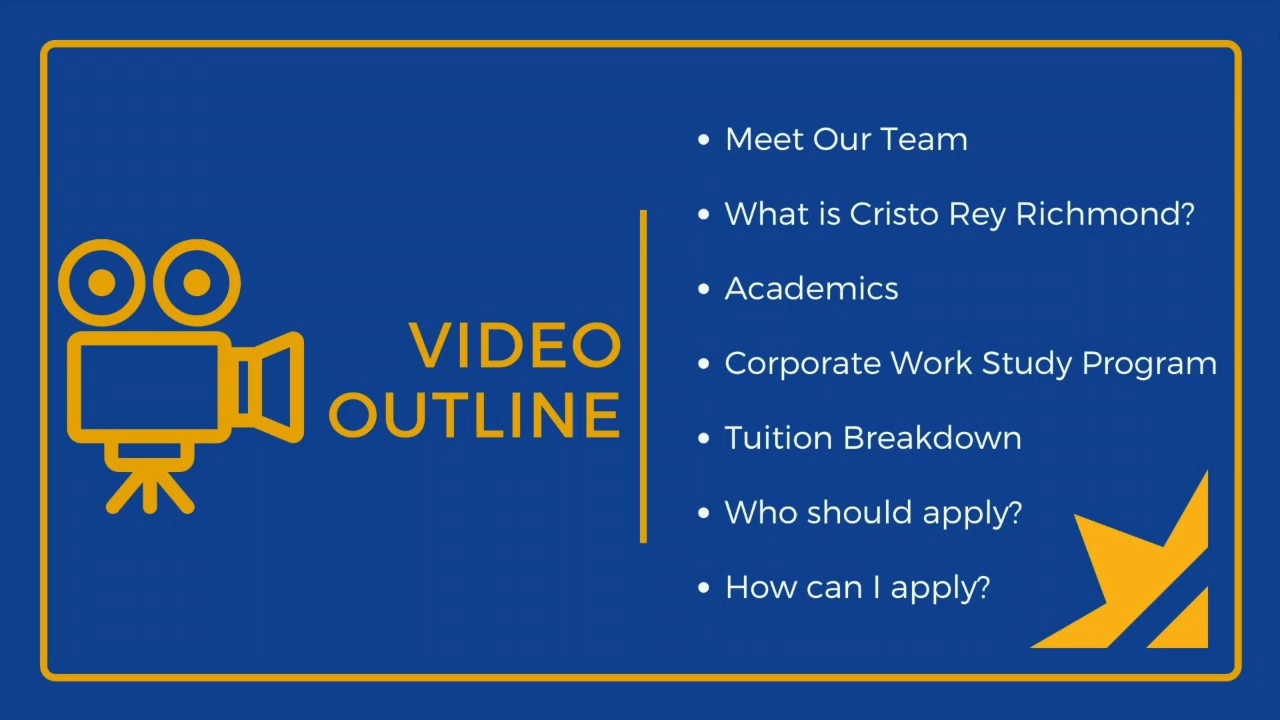 VIDEO
OUTLINE
• Meet Our Team
• What is Cristo Rey Richmond?
• Academics
• Corporate Work Study Program
• Tuition Breakdown
• Who should apply?
• How can I apply?